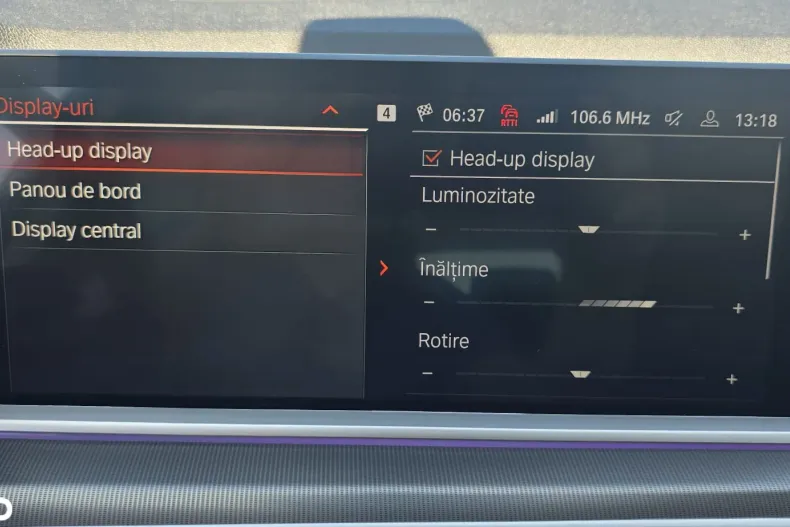 Display-uri
4 06:37 RTTI 106.6 MHz 13:18
Head-up display
Panou de bord
Display central
Head-up display
Luminozitate
- +
Înălțime
- +
Rotire
- +